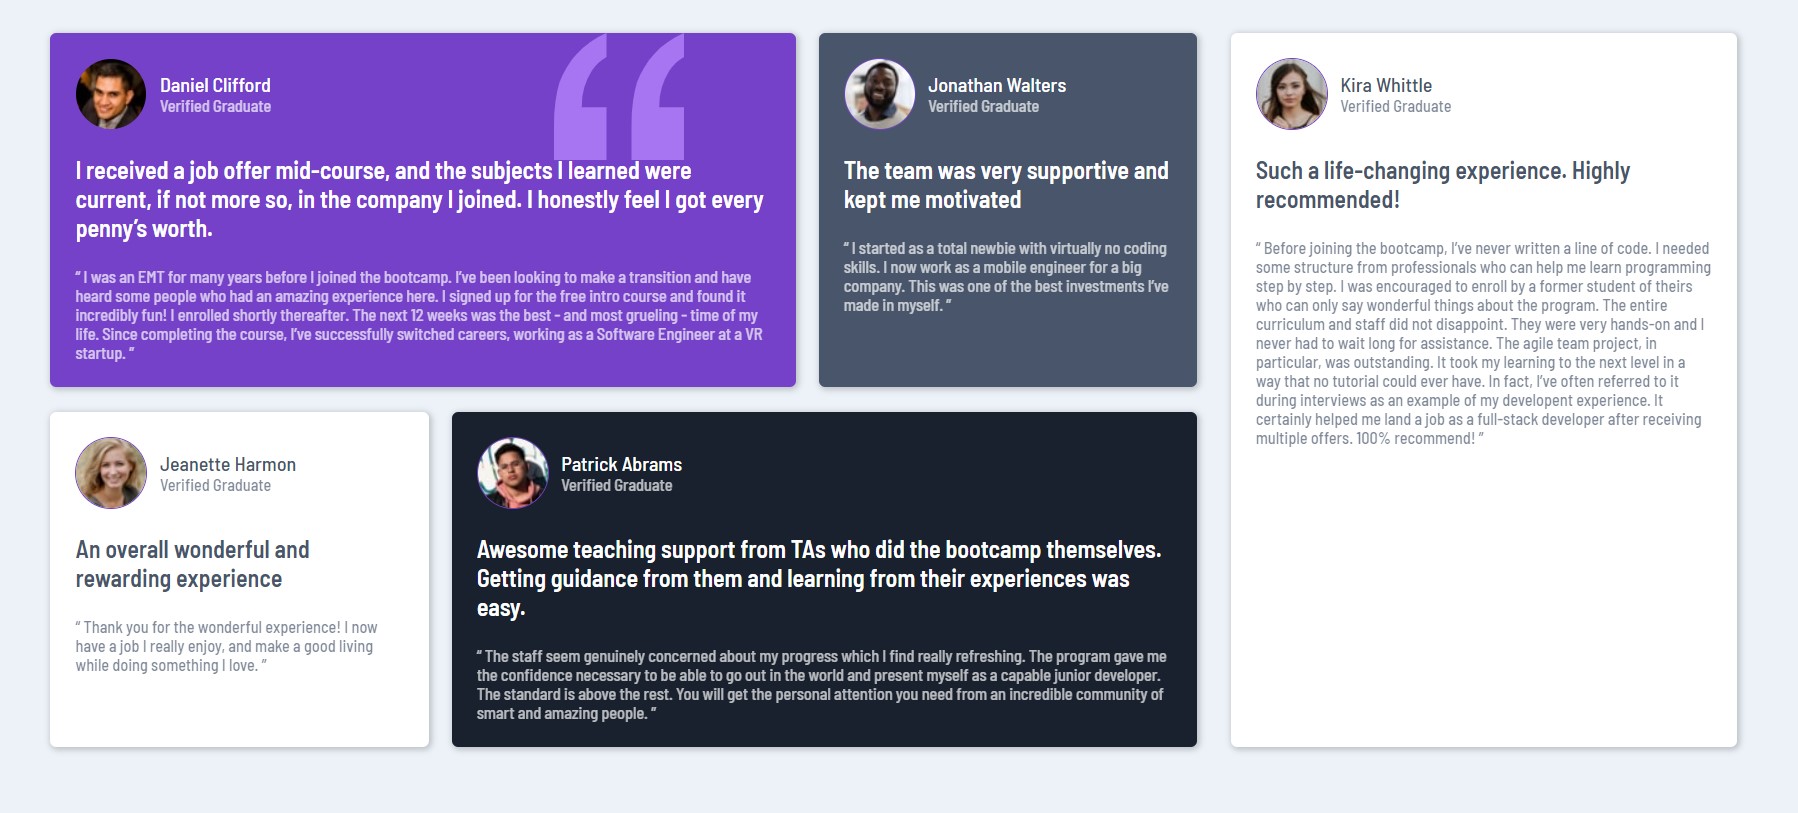 Daniel Clifford
Verified Graduate
I received a job offer mid-course, and the subjects I learned were
current, if not more so, in the company I joined. I honestly feel I got every
penny’s worth.
“ I was an EMT for many years before I joined the bootcamp. I’ve been looking to make a transition and have
heard some people who had an amazing experience here. I signed up for the free intro course and found it
incredibly fun! I enrolled shortly thereafter. The next 12 weeks was the best - and most grueling - time of my
life. Since completing the course, I’ve successfully switched careers, working as a Software Engineer at a VR
startup. ”
Jonathan Walters
Verified Graduate
The team was very supportive and
kept me motivated
“ I started as a total newbie with virtually no coding
skills. I now work as a mobile engineer for a big
company. This was one of the best investments I’ve
made in myself. ”
Kira Whittle
Verified Graduate
Such a life-changing experience. Highly
recommended!
“ Before joining the bootcamp, I’ve never written a line of code. I needed
some structure from professionals who can help me learn programming
step by step. I was encouraged to enroll by a former student of theirs
who can only say wonderful things about the program. The entire
curriculum and staff did not disappoint. They were very hands-on and I
never had to wait long for assistance. The agile team project, in
particular, was outstanding. It took my learning to the next level in a
way that no tutorial could ever have. In fact, I’ve often referred to it
during interviews as an example of my developent experience. It
certainly helped me land a job as a full-stack developer after receiving
multiple offers. 100% recommend! ”
Jeanette Harmon
Verified Graduate
An overall wonderful and
rewarding experience
“ Thank you for the wonderful experience! I now
have a job I really enjoy, and make a good living
while doing something I love. ”
Patrick Abrams
Verified Graduate
Awesome teaching support from TAs who did the bootcamp themselves.
Getting guidance from them and learning from their experiences was
easy.
“ The staff seem genuinely concerned about my progress which I find really refreshing. The program gave me
the confidence necessary to be able to go out in the world and present myself as a capable junior developer.
The standard is above the rest. You will get the personal attention you need from an incredible community of
smart and amazing people. ”